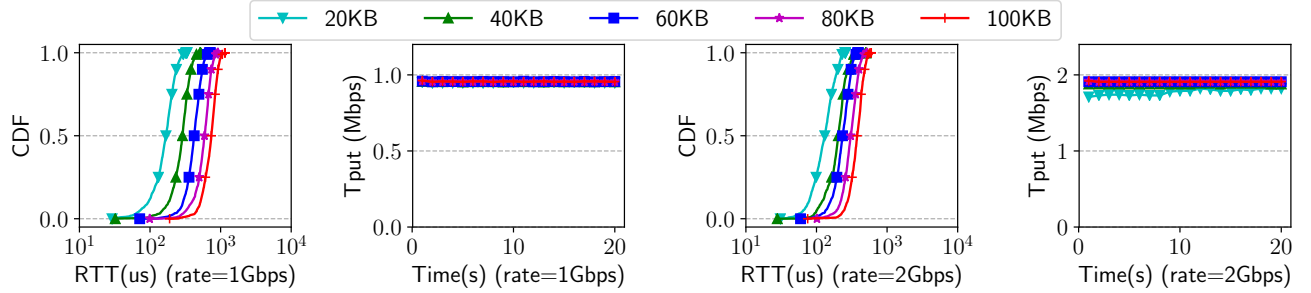 20KB 40KB 60KB 80KB 100KB
CDF
1.0
0.5
0.0
10^1 10^2 10^3 10^4
RTT(us) (rate=1Gbps)
Tput (Mbps)
1.0
0.5
0.0
0 10 20
Time(s) (rate=1Gbps)
CDF
1.0
0.5
0.0
10^1 10^2 10^3 10^4
RTT(us) (rate=2Gbps)
Tput (Mbps)
2
1
0
0 10 20
Time(s) (rate=2Gbps)